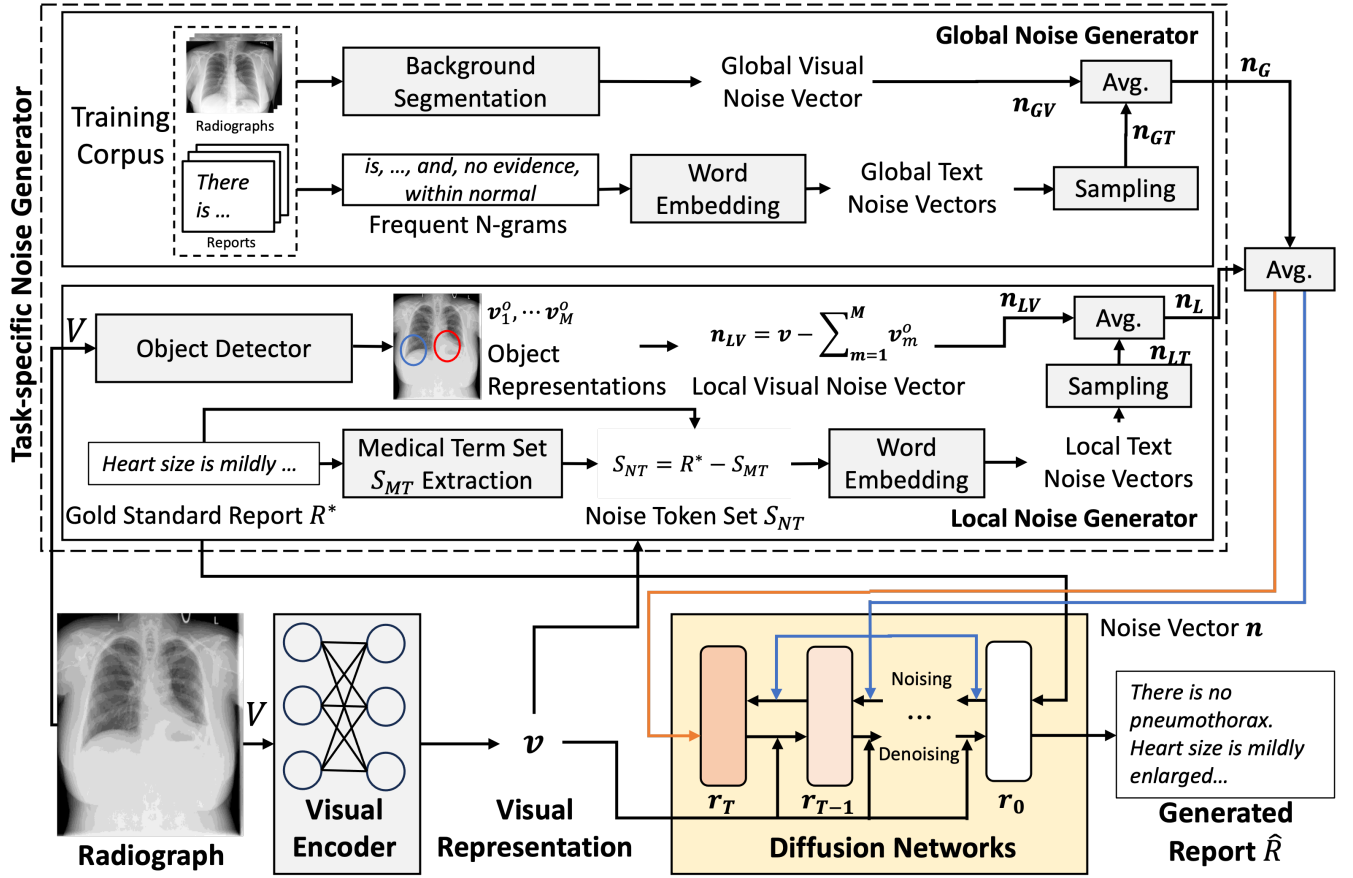 Task-specific Noise Generator
Global Noise Generator
Training
Corpus
Radiographs
There
is ...
Reports
Background
Segmentation
Global Visual
Noise Vector
n_GV
Avg.
n_G
n_GT
is, ..., and, no evidence,
within normal
Frequent N-grams
Word
Embedding
Global Text
Noise Vectors
Sampling
Avg.
V
Object Detector
v_1^o, ⋯ v_M^o
Object
Representations
n_LV = v − ∑_{m=1}^{M} v_m^o
Local Visual Noise Vector
n_LV
Avg.
n_L
n_LT
Sampling
Heart size is mildly ...
Gold Standard Report R*
Medical Term Set
S_MT Extraction
S_NT = R* − S_MT
Noise Token Set S_NT
Word
Embedding
Local Text
Noise Vectors
Local Noise Generator
L
Radiograph
V
Visual
Encoder
v
Visual
Representation
Noise Vector n
Noising
...
Denoising
r_T
r_{T−1}
r_0
Diffusion Networks
There is no
pneumothorax.
Heart size is mildly
enlarged...
Generated
Report R̂